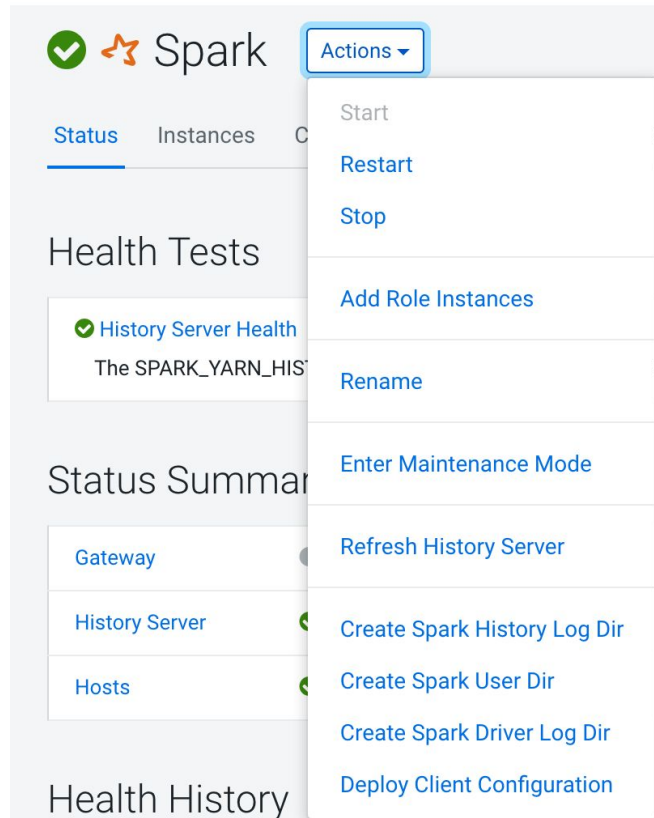 Spark
Actions
Status Instances C
Start
Restart
Stop
Health Tests
Add Role Instances
History Server Health
The SPARK_YARN_HIS
Rename
Enter Maintenance Mode
Status Summar
Refresh History Server
Gateway
History Server
Create Spark History Log Dir
Create Spark User Dir
Hosts
Create Spark Driver Log Dir
Deploy Client Configuration
Health History